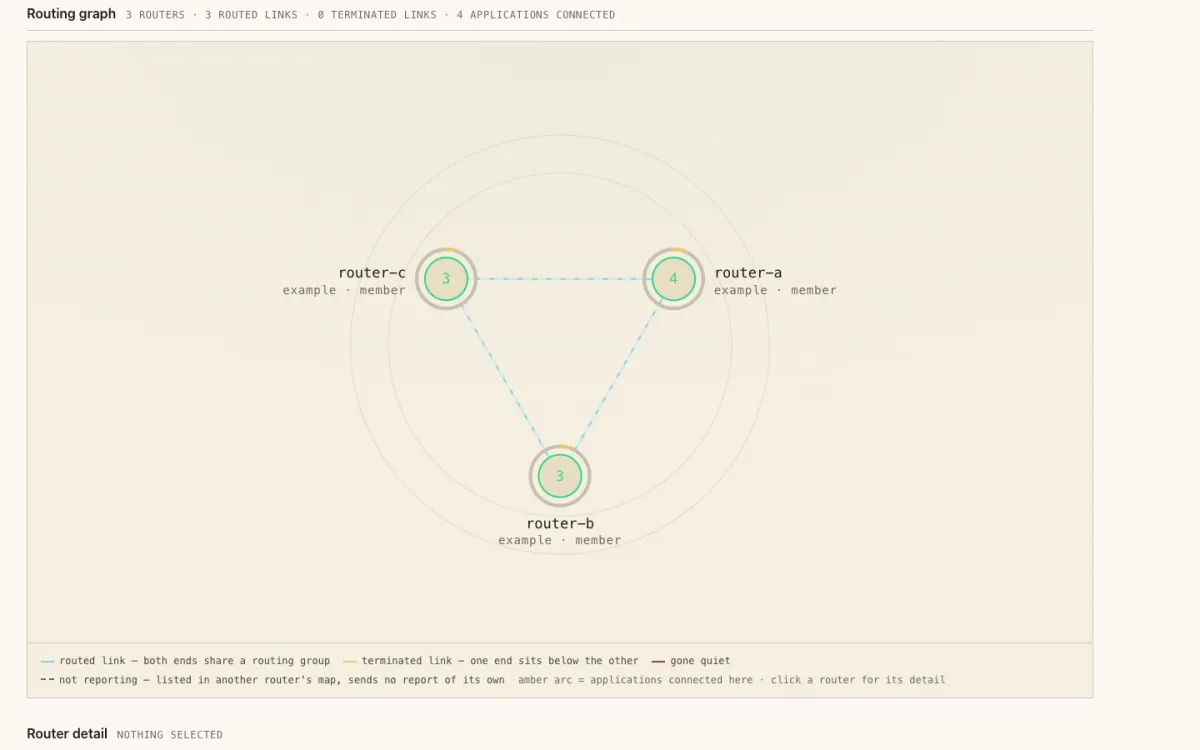 Routing graph 3 ROUTERS · 3 ROUTED LINKS · 0 TERMINATED LINKS · 4 APPLICATIONS CONNECTED
router-c
example · member
3
4
router-a
example · member
3
router-b
example · member
routed link — both ends share a routing group terminated link — one end sits below the other gone quiet
not reporting — listed in another router's map, sends no report of its own amber arc = applications connected here · click a router for its detail
Router detail NOTHING SELECTED